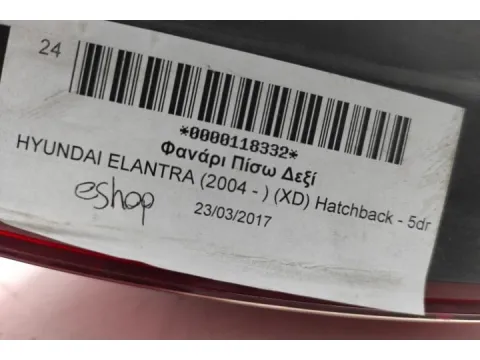 24
*0000118332*
Φανάρι Πίσω Δεξί
HYUNDAI ELANTRA (2004 - ) (XD) Hatchback - 5dr
eshop
23/03/2017